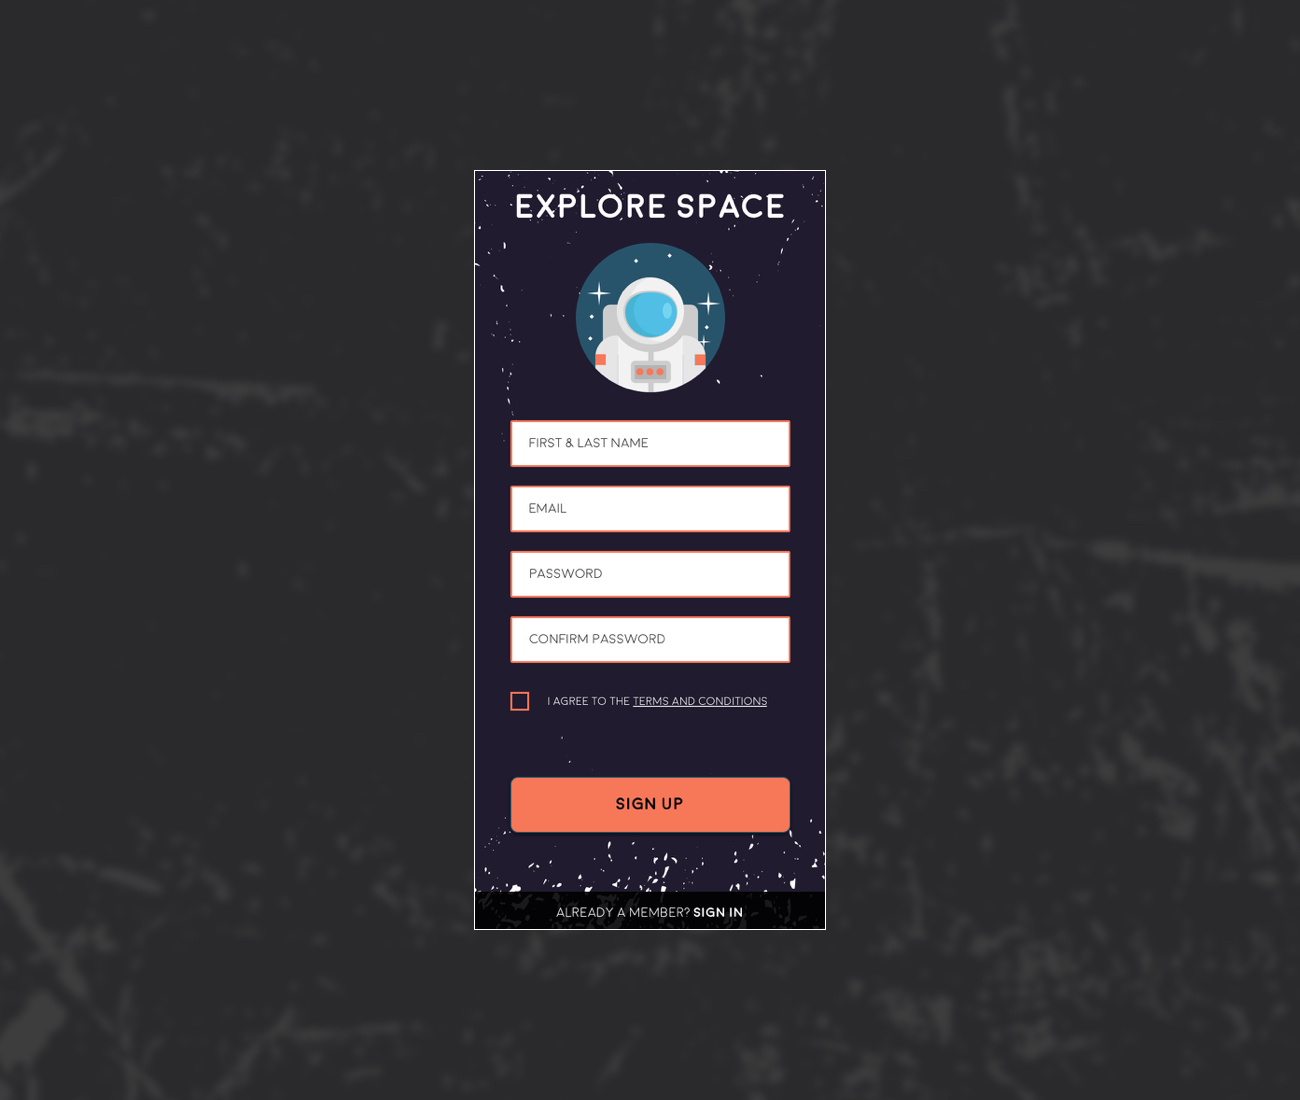 EXPLORE SPACE
FIRST & LAST NAME
EMAIL
PASSWORD
CONFIRM PASSWORD
I AGREE TO THE TERMS AND CONDITIONS
SIGN UP
ALREADY A MEMBER? SIGN IN